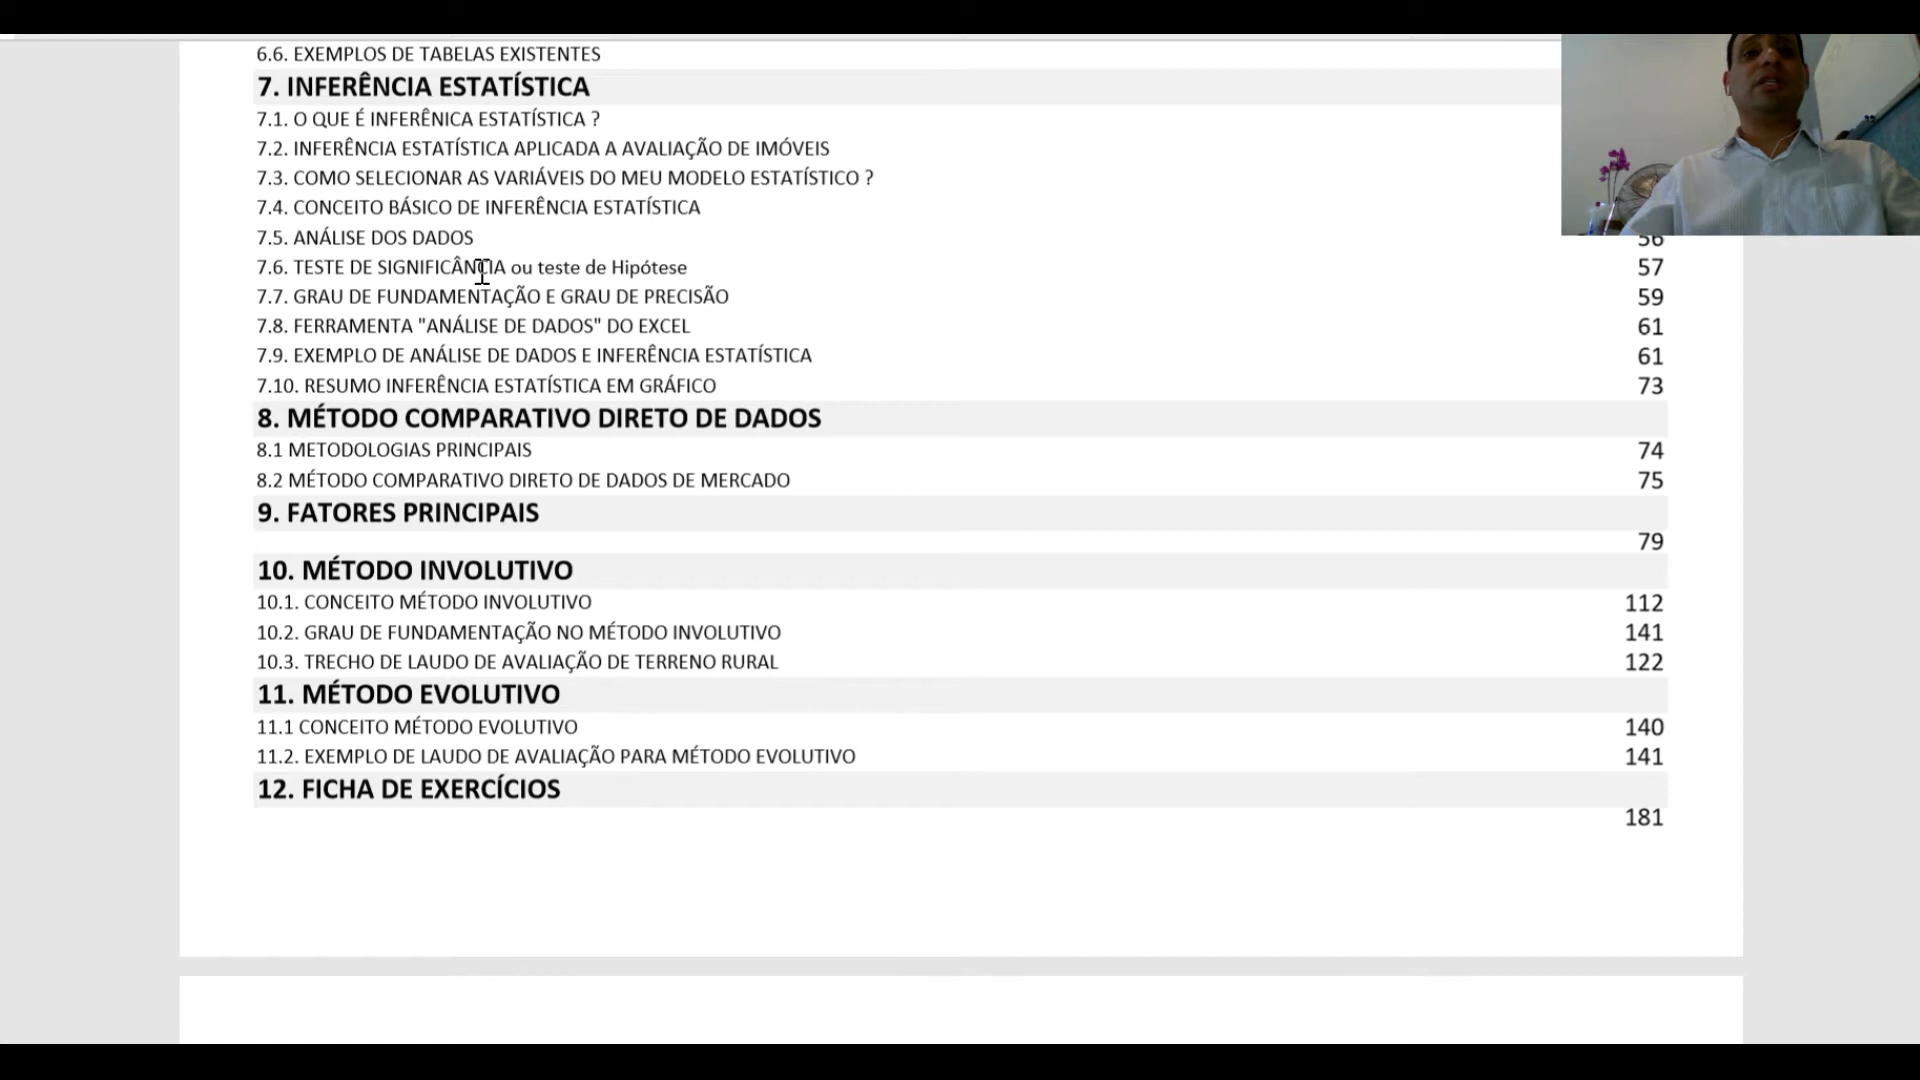 6.6. EXEMPLOS DE TABELAS EXISTENTES
7. INFERÊNCIA ESTATÍSTICA
7.1. O QUE É INFERÊNICA ESTATÍSTICA ?
7.2. INFERÊNCIA ESTATÍSTICA APLICADA A AVALIAÇÃO DE IMÓVEIS
7.3. COMO SELECIONAR AS VARIÁVEIS DO MEU MODELO ESTATÍSTICO ?
7.4. CONCEITO BÁSICO DE INFERÊNCIA ESTATÍSTICA
7.5. ANÁLISE DOS DADOS 56
7.6. TESTE DE SIGNIFICÂNCIA ou teste de Hipótese 57
7.7. GRAU DE FUNDAMENTAÇÃO E GRAU DE PRECISÃO 59
7.8. FERRAMENTA "ANÁLISE DE DADOS" DO EXCEL 61
7.9. EXEMPLO DE ANÁLISE DE DADOS E INFERÊNCIA ESTATÍSTICA 61
7.10. RESUMO INFERÊNCIA ESTATÍSTICA EM GRÁFICO 73
8. MÉTODO COMPARATIVO DIRETO DE DADOS
8.1 METODOLOGIAS PRINCIPAIS 74
8.2 MÉTODO COMPARATIVO DIRETO DE DADOS DE MERCADO 75
9. FATORES PRINCIPAIS
79
10. MÉTODO INVOLUTIVO
10.1. CONCEITO MÉTODO INVOLUTIVO 112
10.2. GRAU DE FUNDAMENTAÇÃO NO MÉTODO INVOLUTIVO 141
10.3. TRECHO DE LAUDO DE AVALIAÇÃO DE TERRENO RURAL 122
11. MÉTODO EVOLUTIVO
11.1 CONCEITO MÉTODO EVOLUTIVO 140
11.2. EXEMPLO DE LAUDO DE AVALIAÇÃO PARA MÉTODO EVOLUTIVO 141
12. FICHA DE EXERCÍCIOS
181